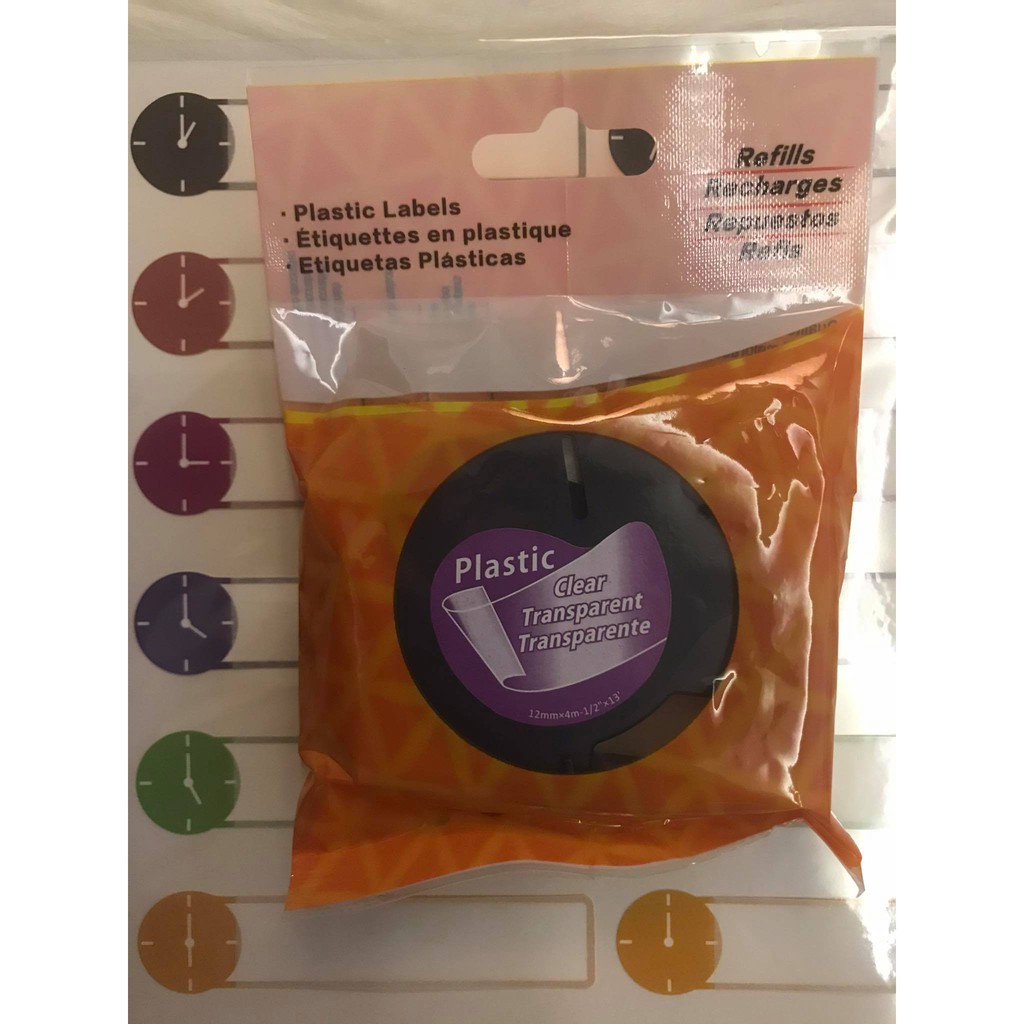 Refills
Recharges
Repuestos
Refis
· Plastic Labels
· Étiquettes en plastique
· Etiquetas Plásticas
Plastic
Clear
Transparent
Transparente
12mm×4m-1/2"×13'